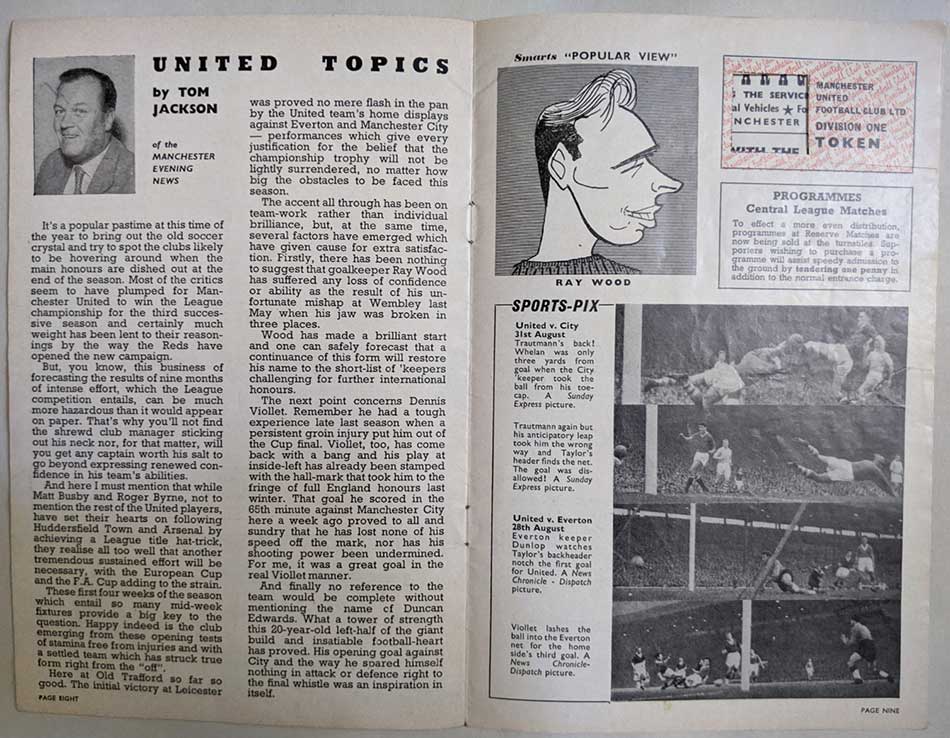 UNITED TOPICS
by TOM
JACKSON
of the
MANCHESTER
EVENING
NEWS
It's a popular pastime at this time of
the year to bring out the old soccer
crystal and try to spot the clubs likely
to be hovering around when the
main honours are dished out at the
end of the season. Most of the critics
seem to have plumped for Man-
chester United to win the League
championship for the third succes-
sive season and certainly much
weight has been lent to their reason-
ings by the way the Reds have
opened the new campaign.
But, you know, this business of
forecasting the results of nine months
of intense effort, which the League
competition entails, can be much
more hazardous than it would appear
on paper. That's why you'll not find
the shrewd club manager sticking
out his neck nor, for that matter, will
you get any captain worth his salt to
go beyond expressing renewed con-
fidence in his team's abilities.
And here I must mention that while
Matt Busby and Roger Byrne, not to
mention the rest of the United players,
have set their hearts on following
Huddersfield Town and Arsenal by
achieving a League title hat-trick,
they realise all too well that another
tremendous sustained effort will be
necessary, with the European Cup
and the F.A. Cup adding to the strain.
These first four weeks of the season
which entail so many mid-week
fixtures provide a big key to the
question. Happy indeed is the club
emerging from these opening tests
of stamina free from injuries and with
a settled team which has struck true
form right from the "off".
Here at Old Trafford so far so
good. The initial victory at Leicester
PAGE EIGHT
was proved no mere flash in the pan
by the United team's home displays
against Everton and Manchester City
— performances which give every
justification for the belief that the
championship trophy will not be
lightly surrendered, no matter how
big the obstacles to be faced this
season.
The accent all through has been on
team-work rather than individual
brilliance, but, at the same time,
several factors have emerged which
have given cause for extra satisfac-
tion. Firstly, there has been nothing
to suggest that goalkeeper Ray Wood
has suffered any loss of confidence
or ability as the result of his un-
fortunate mishap at Wembley last
May when his jaw was broken in
three places.
Wood has made a brilliant start
and one can safely forecast that a
continuance of this form will restore
his name to the short-list of 'keepers
challenging for further international
honours.
The next point concerns Dennis
Viollet. Remember he had a tough
experience late last season when a
persistent groin injury put him out of
the Cup final. Viollet, too, has come
back with a bang and his play at
inside-left has already been stamped
with the hall-mark that took him to the
fringe of full England honours last
winter. That goal he scored in the
65th minute against Manchester City
here a week ago proved to all and
sundry that he has lost none of his
speed off the mark, nor has his
shooting power been undermined.
For me, it was a great goal in the
real Viollet manner.
And finally no reference to the
team would be complete without
mentioning the name of Duncan
Edwards. What a tower of strength
this 20-year-old left-half of the giant
build and insatiable football-heart
has proved. His opening goal against
City and the way he spared himself
nothing in attack or defence right to
the final whistle was an inspiration in
itself.
Smarts "POPULAR VIEW"
RAY WOOD
THE SERVIC
al Vehicles ★ Fo
NCHESTER
WITH THE
MANCHESTER
UNITED
FOOTBALL CLUB LTD
DIVISION ONE
TOKEN
PROGRAMMES
Central League Matches
To effect a more even distribution,
programmes at Reserve Matches are
now being sold at the turnstiles. Sup-
porters wishing to purchase a pro-
gramme will assist speedy admission to
the ground by tendering one penny in
addition to the normal entrance charge.
SPORTS-PIX
United v. City
31st August
Trautmann's back!
Whelan was only
three yards from
goal when the City
'keeper took the
ball from his toe-
cap. A Sunday
Express picture.
Trautmann again but
his anticipatory leap
took him the wrong
way and Taylor's
header finds the net.
The goal was dis-
allowed! A Sunday
Express picture.
United v. Everton
28th August
Everton keeper
Dunlop watches
Taylor's backheader
notch the first goal
for United. A News
Chronicle - Dispatch
picture.
Viollet lashes the
ball into the Everton
net for the home
side's third goal. A
News Chronicle-
Dispatch picture.
PAGE NINE